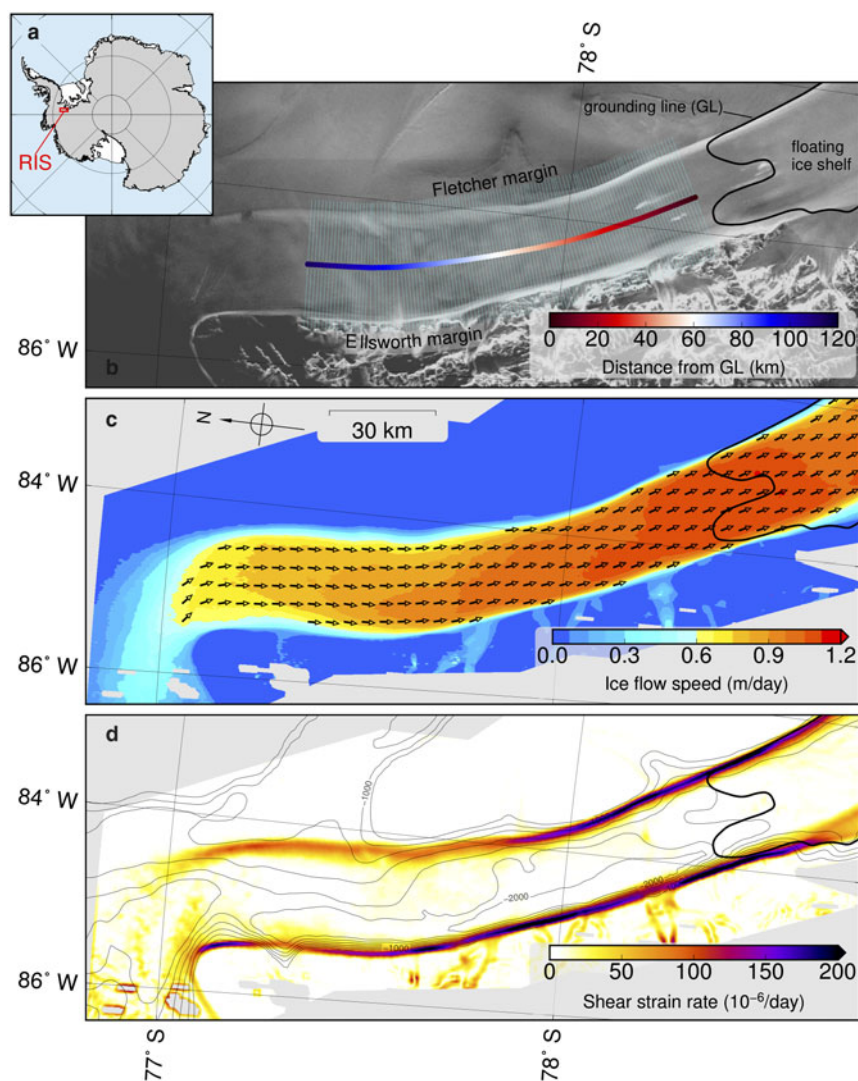 a
RIS
78° S
grounding line (GL)
floating
ice shelf
Fletcher margin
Ellsworth margin
86° W
b
0 20 40 60 80 100 120
Distance from GL (km)
c
N
30 km
84° W
86° W
0.0 0.3 0.6 0.9 1.2
Ice flow speed (m/day)
d
-1000
84° W
-2000
-2000
-1000
86° W
0 50 100 150 200
Shear strain rate (10⁻⁶/day)
77° S
78° S